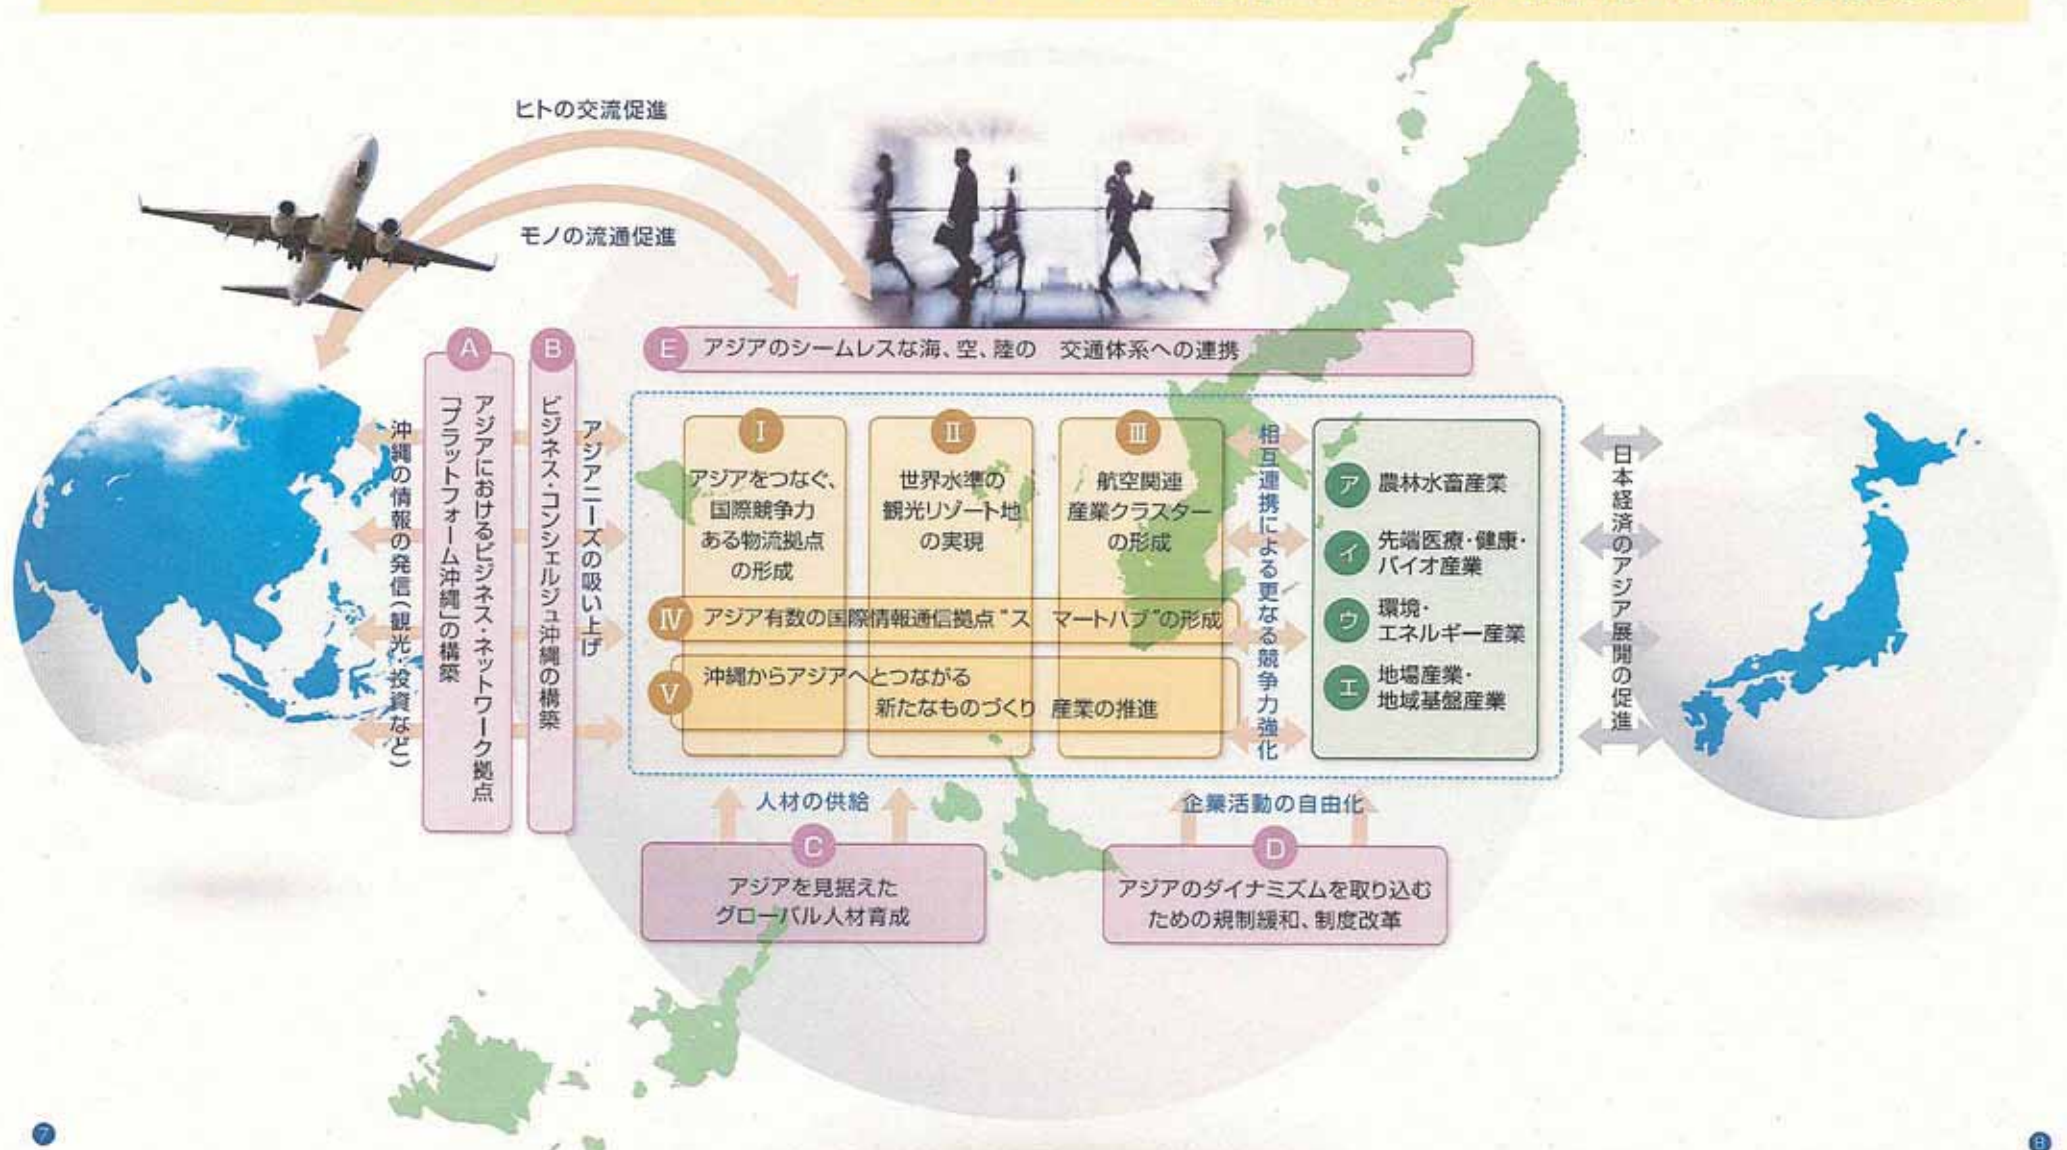 ヒトの交流促進
モノの流通促進
E アジアのシームレスな海、空、陸の 交通体系への連携
沖縄の情報の発信(観光・投資など)
A
アジアにおけるビジネス・ネットワーク拠点
「プラットフォーム沖縄」の構築
B
ビジネス・コンシェルジュ沖縄の構築
アジアニーズの吸い上げ
Ⅰ
アジアをつなぐ、
国際競争力
ある物流拠点
の形成
Ⅱ
世界水準の
観光リゾート地
の実現
Ⅲ
航空関連
産業クラスター
の形成
Ⅳ アジア有数の国際情報通信拠点“ス マートハブ”の形成
Ⅴ 沖縄からアジアへとつながる
新たなものづくり 産業の推進
相互連携による更なる競争力強化
ア 農林水畜産業
イ 先端医療・健康・
バイオ産業
ウ 環境・
エネルギー産業
エ 地場産業・
地域基盤産業
日本経済のアジア展開の促進
人材の供給
C
アジアを見据えた
グローバル人材育成
企業活動の自由化
D
アジアのダイナミズムを取り込む
ための規制緩和、制度改革
7
8